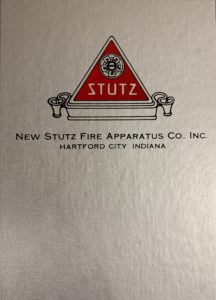 STUTZ
NEW STUTZ FIRE APPARATUS CO., INC.
HARTFORD CITY INDIANA